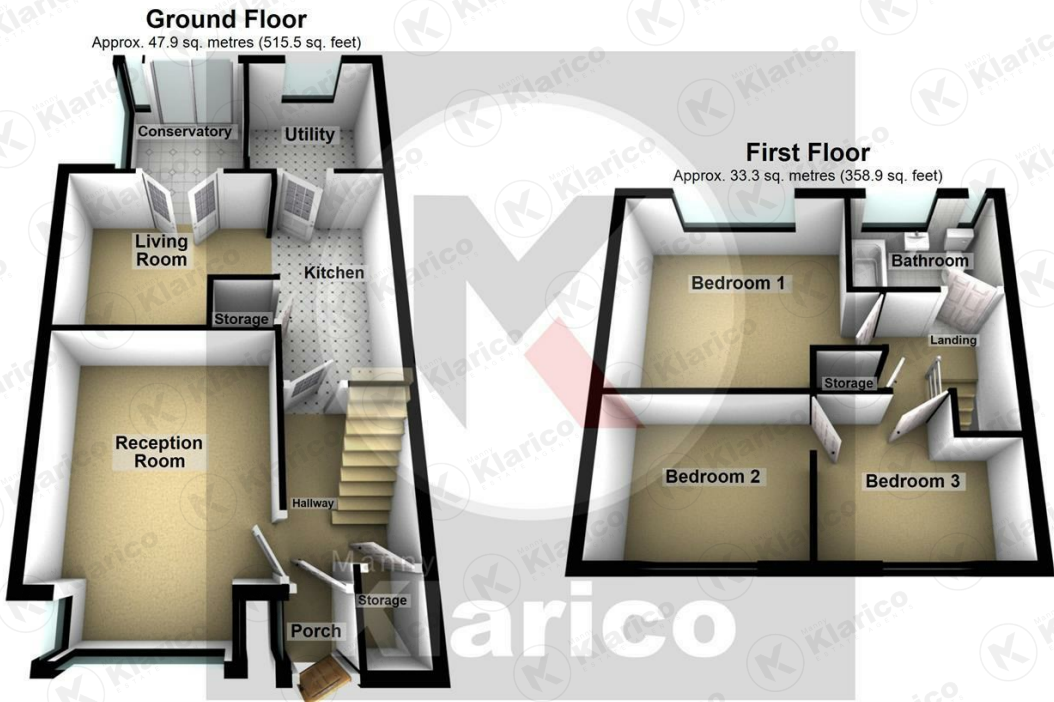 Ground Floor
Approx. 47.9 sq. metres (515.5 sq. feet)
Conservatory
Utility
Living
Room
Kitchen
Storage
Reception
Room
Hallway
Storage
Porch
First Floor
Approx. 33.3 sq. metres (358.9 sq. feet)
Bedroom 1
Bathroom
Landing
Storage
Bedroom 2
Bedroom 3
Manny
Klarico